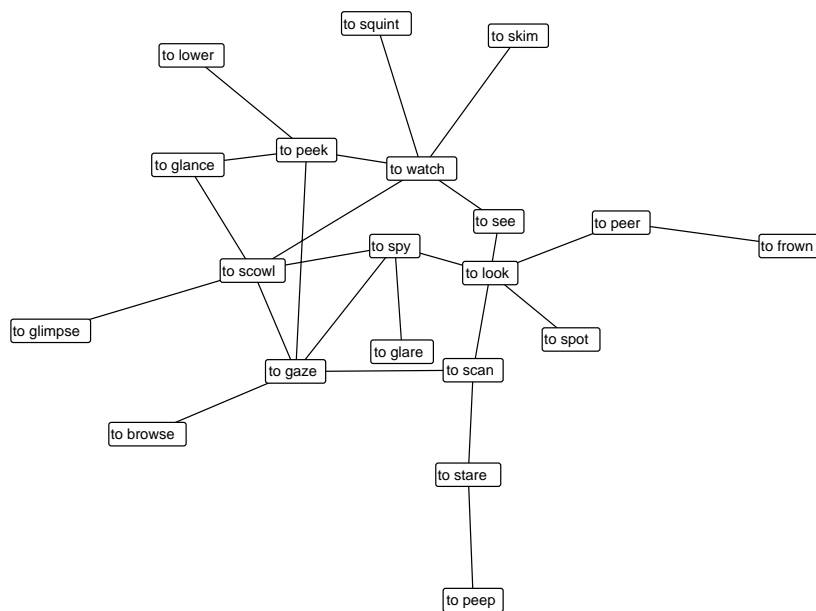 to squint
to skim
to lower
to peek
to glance
to watch
to see
to peer
to frown
to spy
to scowl
to look
to glimpse
to spot
to glare
to gaze
to scan
to browse
to stare
to peep